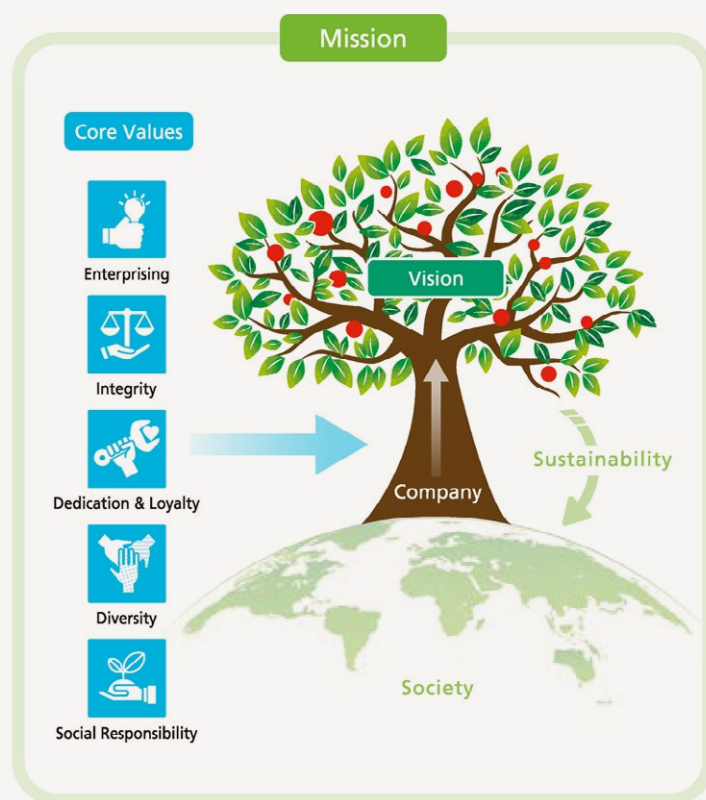 Mission
Core Values
Enterprising
Integrity
Dedication & Loyalty
Diversity
Social Responsibility
Vision
Company
Sustainability
Society